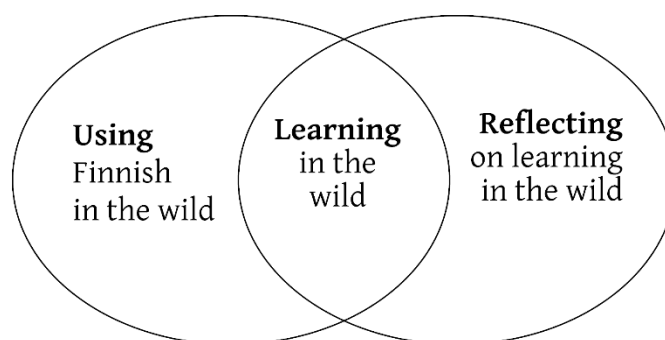 Using
Finnish
in the wild
Learning
in the
wild
Reflecting
on learning
in the wild